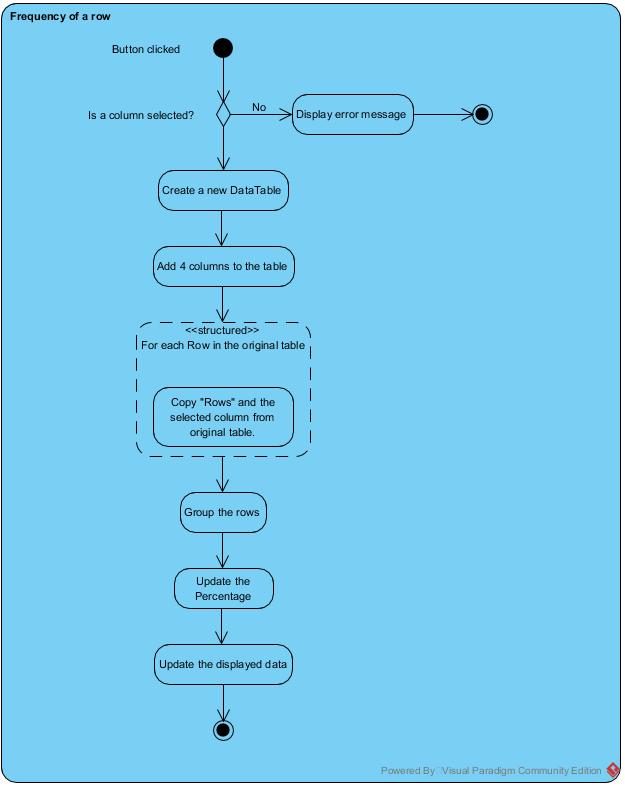 Frequency of a row
Button clicked
Is a column selected?
No
Display error message
Create a new DataTable
Add 4 columns to the table
<<structured>>
For each Row in the original table
Copy "Rows" and the
selected column from
original table.
Group the rows
Update the
Percentage
Update the displayed data
Powered By Visual Paradigm Community Edition